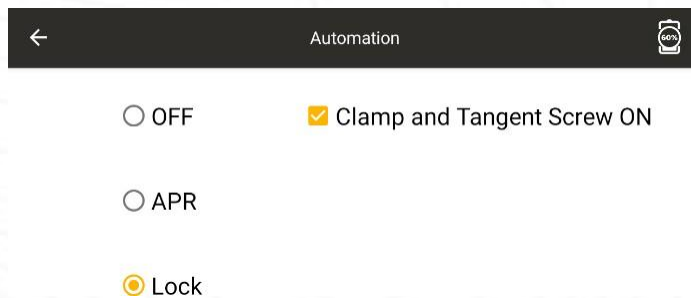 Automation
60%
OFF
Clamp and Tangent Screw ON
APR
Lock